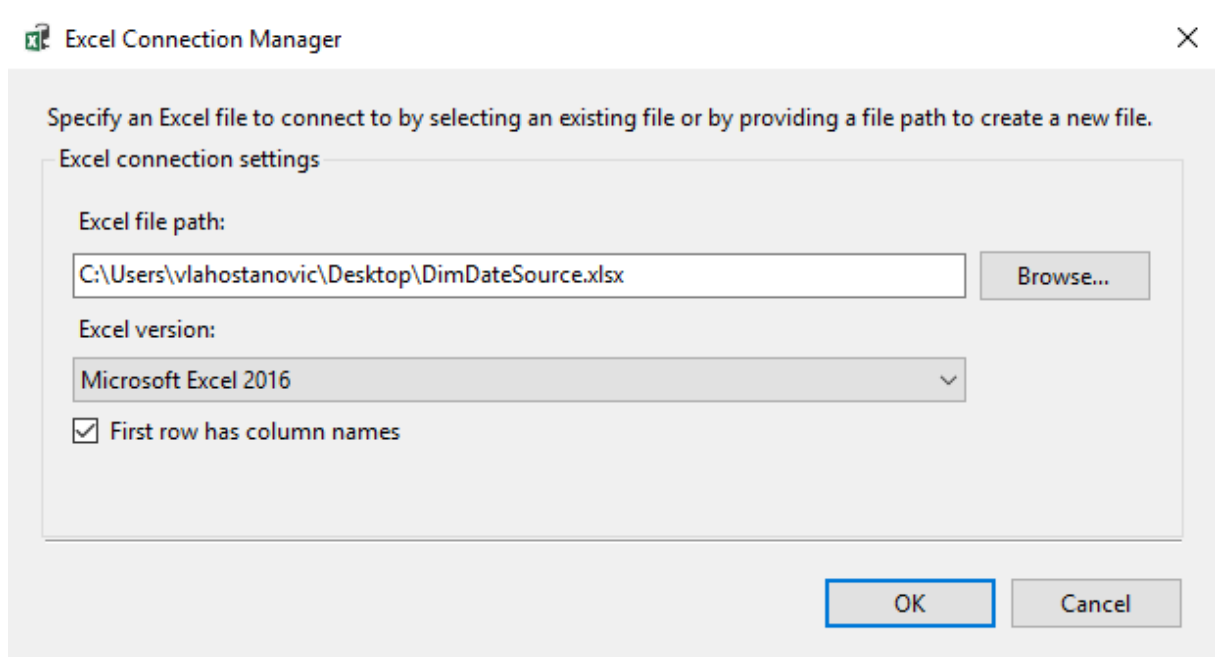 Excel Connection Manager
Specify an Excel file to connect to by selecting an existing file or by providing a file path to create a new file.
Excel connection settings
Excel file path:
C:\Users\vlahostanovic\Desktop\DimDateSource.xlsx
Browse...
Excel version:
Microsoft Excel 2016
First row has column names
OK
Cancel